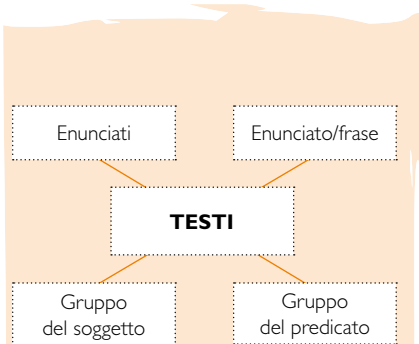 Enunciati
Enunciato/frase
TESTI
Gruppo
del soggetto
Gruppo
del predicato